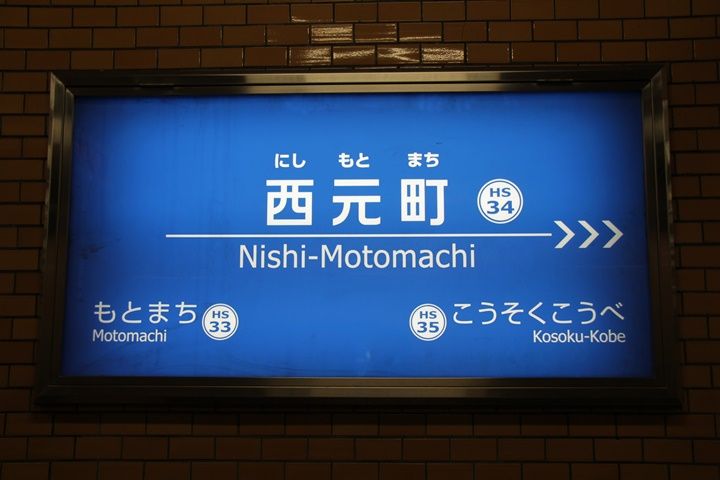 にし もと まち
西元町 HS 34
Nishi-Motomachi
もとまち HS 33
Motomachi
HS 35 こうそくこうべ
Kosoku-Kobe